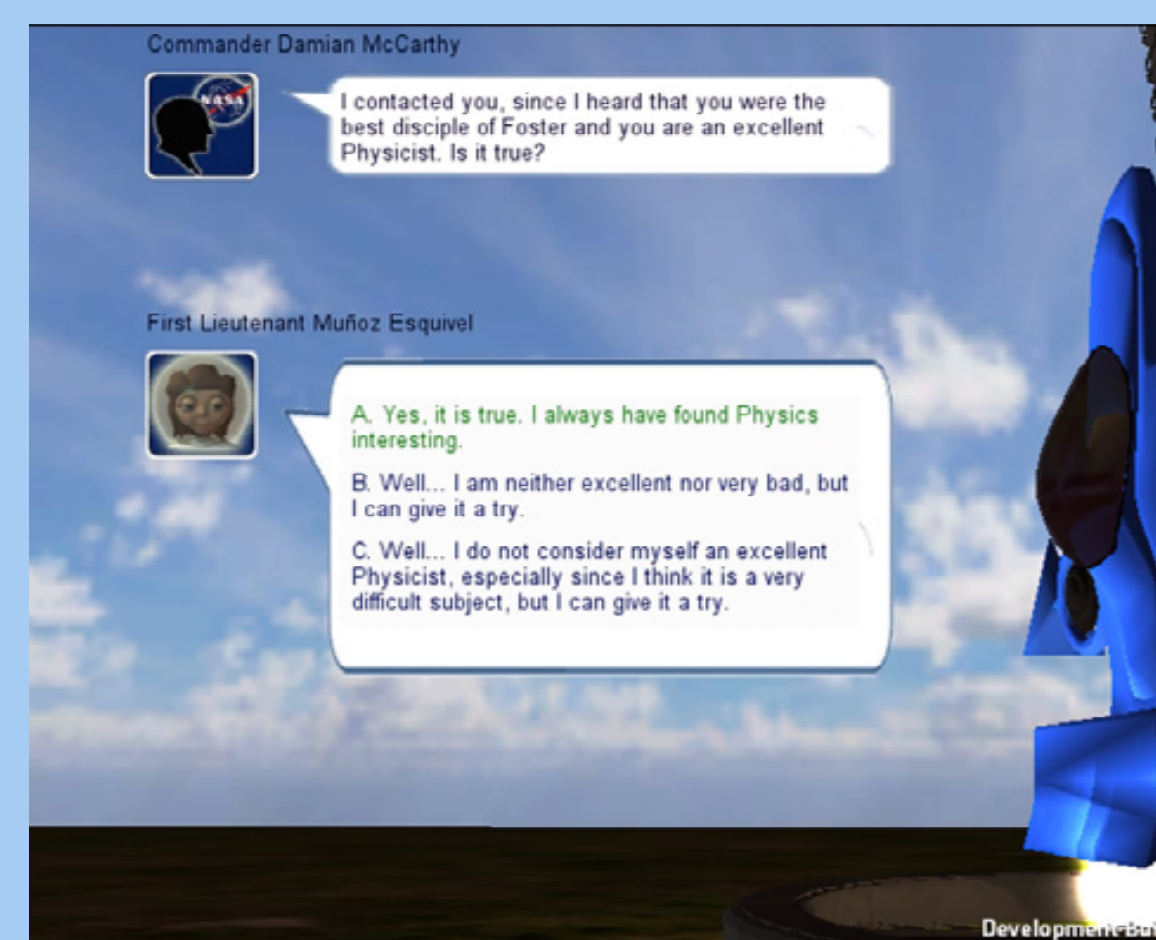 Commander Damian McCarthy
NASA
I contacted you, since I heard that you were the
best disciple of Foster and you are an excellent
Physicist. Is it true?
First Lieutenant Muñoz Esquivel
A. Yes, it is true. I always have found Physics
interesting.
B. Well... I am neither excellent nor very bad, but
I can give it a try.
C. Well... I do not consider myself an excellent
Physicist, especially since I think it is a very
difficult subject, but I can give it a try.
Development